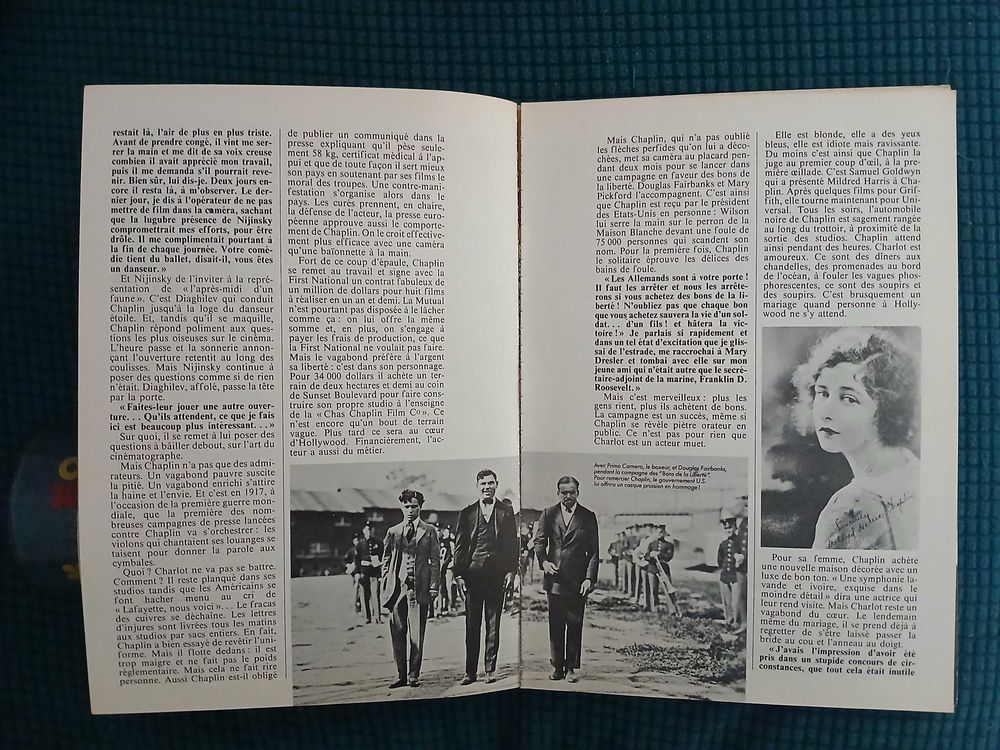 restait là, l'air de plus en plus triste.
Avant de prendre congé, il vint me ser-
rer la main et me dit de sa voix creuse
combien il avait apprécié mon travail,
puis il me demanda s'il pourrait reve-
nir. Bien sûr, lui dis-je. Deux jours en-
core il resta là, à m'observer. Le der-
nier jour, je dis à l'opérateur de ne pas
mettre de film dans la caméra, sachant
que la lugubre présence de Nijinsky
compromettrait mes efforts, pour être
drôle. Il me complimentait pourtant à
la fin de chaque journée. Votre comé-
die tient du ballet, disait-il, vous êtes
un danseur. »
Et Nijinsky de l'inviter à la repré-
sentation de « l'après-midi d'un
faune ». C'est Diaghilev qui conduit
Chaplin jusqu'à la loge du danseur
étoile. Et, tandis qu'il se maquille,
Chaplin répond poliment aux ques-
tions les plus oiseuses sur le cinéma.
L'heure passe et la sonnerie annon-
çant l'ouverture retentit au long des
coulisses. Mais Nijinsky continue à
poser des questions comme si de rien
n'était. Diaghilev, affolé, passe la tête
par la porte.
« Faites-leur jouer une autre ouver-
ture. . . Qu'ils attendent, ce que je fais
ici est beaucoup plus intéressant. . . »
Sur quoi, il se remet à lui poser des
questions à bâiller debout, sur l'art du
cinématographe.
Mais Chaplin n'a pas que des admi-
rateurs. Un vagabond pauvre suscite
la pitié. Un vagabond enrichi s'attire
la haine et l'envie. Et c'est en 1917, à
l'occasion de la première guerre mon-
diale, que la première des nom-
breuses campagnes de presse lancées
contre Chaplin va s'orchestrer : les
violons qui chantaient ses louanges se
taisent pour donner la parole aux
cymbales.
Quoi ? Charlot ne va pas se battre.
Comment ? Il reste planqué dans ses
studios tandis que les Américains se
font hacher menu au cri de
« Lafayette, nous voici ». . . Le fracas
des cuivres se déchaîne. Les lettres
d'injures sont livrées tous les matins
aux studios par sacs entiers. En fait,
Chaplin a bien essayé de revêtir l'uni-
forme. Mais il flotte dedans : il est
trop maigre et ne fait pas le poids
réglementaire. Mais cela ne fait rire
personne. Aussi Chaplin est-il obligé
de publier un communiqué dans la
presse expliquant qu'il pèse seule-
ment 58 kg, certificat médical à l'ap-
pui et que de toute façon il sert mieux
son pays en soutenant par ses films le
moral des troupes. Une contre-mani-
festation s'organise alors dans le
pays. Les curés prennent, en chaire,
la défense de l'acteur, la presse euro-
péenne approuve aussi le comporte-
ment de Chaplin. On le croit effective-
ment plus efficace avec une caméra
qu'une baïonnette à la main.
Fort de ce coup d'épaule, Chaplin
se remet au travail et signe avec la
First National un contrat fabuleux de
un million de dollars pour huit films
à réaliser en un an et demi. La Mutual
n'est pourtant pas disposée à le lâcher
comme ça : on lui offre la même
somme et, en plus, on s'engage à
payer les frais de production, ce que
la First National ne voulait pas faire.
Mais le vagabond préfère à l'argent
sa liberté : c'est dans son personnage.
Pour 34 000 dollars il achète un ter-
rain de deux hectares et demi au coin
de Sunset Boulevard pour faire cons-
truire son propre studio à l'enseigne
de la « Chas Chaplin Film Co ». Ce
n'est encore qu'un bout de terrain
vague. Plus tard ce sera au cœur
d'Hollywood. Financièrement, l'ac-
teur a aussi du métier.
Mais Chaplin, qui n'a pas oublié
les flèches perfides qu'on lui a déco-
chées, met sa caméra au placard pen-
dant deux mois pour se lancer dans
une campagne en faveur des bons de
la liberté. Douglas Fairbanks et Mary
Pickford l'accompagnent. C'est ainsi
que Chaplin est reçu par le président
des Etats-Unis en personne : Wilson
lui serre la main sur le perron de la
Maison Blanche devant une foule de
75 000 personnes qui scandent son
nom. Pour la première fois, Chaplin
le solitaire éprouve les délices des
bains de foule.
« Les Allemands sont à votre porte !
Il faut les arrêter et nous les arrête-
rons si vous achetez des bons de la li-
berté ! N'oubliez pas que chaque bon
que vous achetez sauvera la vie d'un sol-
dat. . . d'un fils ! et hâtera la vic-
toire ! » Je parlais si rapidement et
dans un tel état d'excitation que je glis-
sai de l'estrade, me raccrochai à Mary
Dresler et tombai avec elle sur mon
jeune ami qui n'était autre que le secré-
taire-adjoint de la marine, Franklin D.
Roosevelt. »
Mais c'est merveilleux : plus les
gens rient, plus ils achètent de bons.
La campagne est un succès, même si
Chaplin se révèle piètre orateur en
public. Ce n'est pas pour rien que
Charlot est un acteur muet.
Avec Primo Carnera, le boxeur, et Douglas Fairbanks,
pendant la campagne des "Bons de la Liberté".
Pour remercier Chaplin, le gouvernement U.S.
lui offrira un casque prussien en hommage !
Elle est blonde, elle a des yeux
bleus, elle est idiote mais ravissante.
Du moins c'est ainsi que Chaplin la
juge au premier coup d'œil, à la pre-
mière œillade. C'est Samuel Goldwyn
qui a présenté Mildred Harris à Cha-
plin. Après quelques films pour Grif-
fith, elle tourne maintenant pour Uni-
versal. Tous les soirs, l'automobile
noire de Chaplin est sagement rangée
au long du trottoir, à proximité de la
sortie des studios. Chaplin attend
ainsi pendant des heures. Charlot est
amoureux. Ce sont des dîners aux
chandelles, des promenades au bord
de l'océan, à fouler les vagues phos-
phorescentes, ce sont des soupirs et
des soupirs. C'est brusquement un
mariage quand personne à Holly-
wood ne s'y attend.
Sincerely
Mildred Harris Chaplin
Pour sa femme, Chaplin achète
une nouvelle maison décorée avec un
luxe de bon ton. « Une symphonie la-
vande et ivoire, exquise dans le
moindre détail » dira une actrice qui
leur rend visite. Mais Charlot reste un
vagabond du cœur. Le lendemain
même du mariage, il se prend déjà à
regretter de s'être laissé passer la
bride au cou et l'anneau au doigt.
« J'avais l'impression d'avoir été
pris dans un stupide concours de cir-
constances, que tout cela était inutile